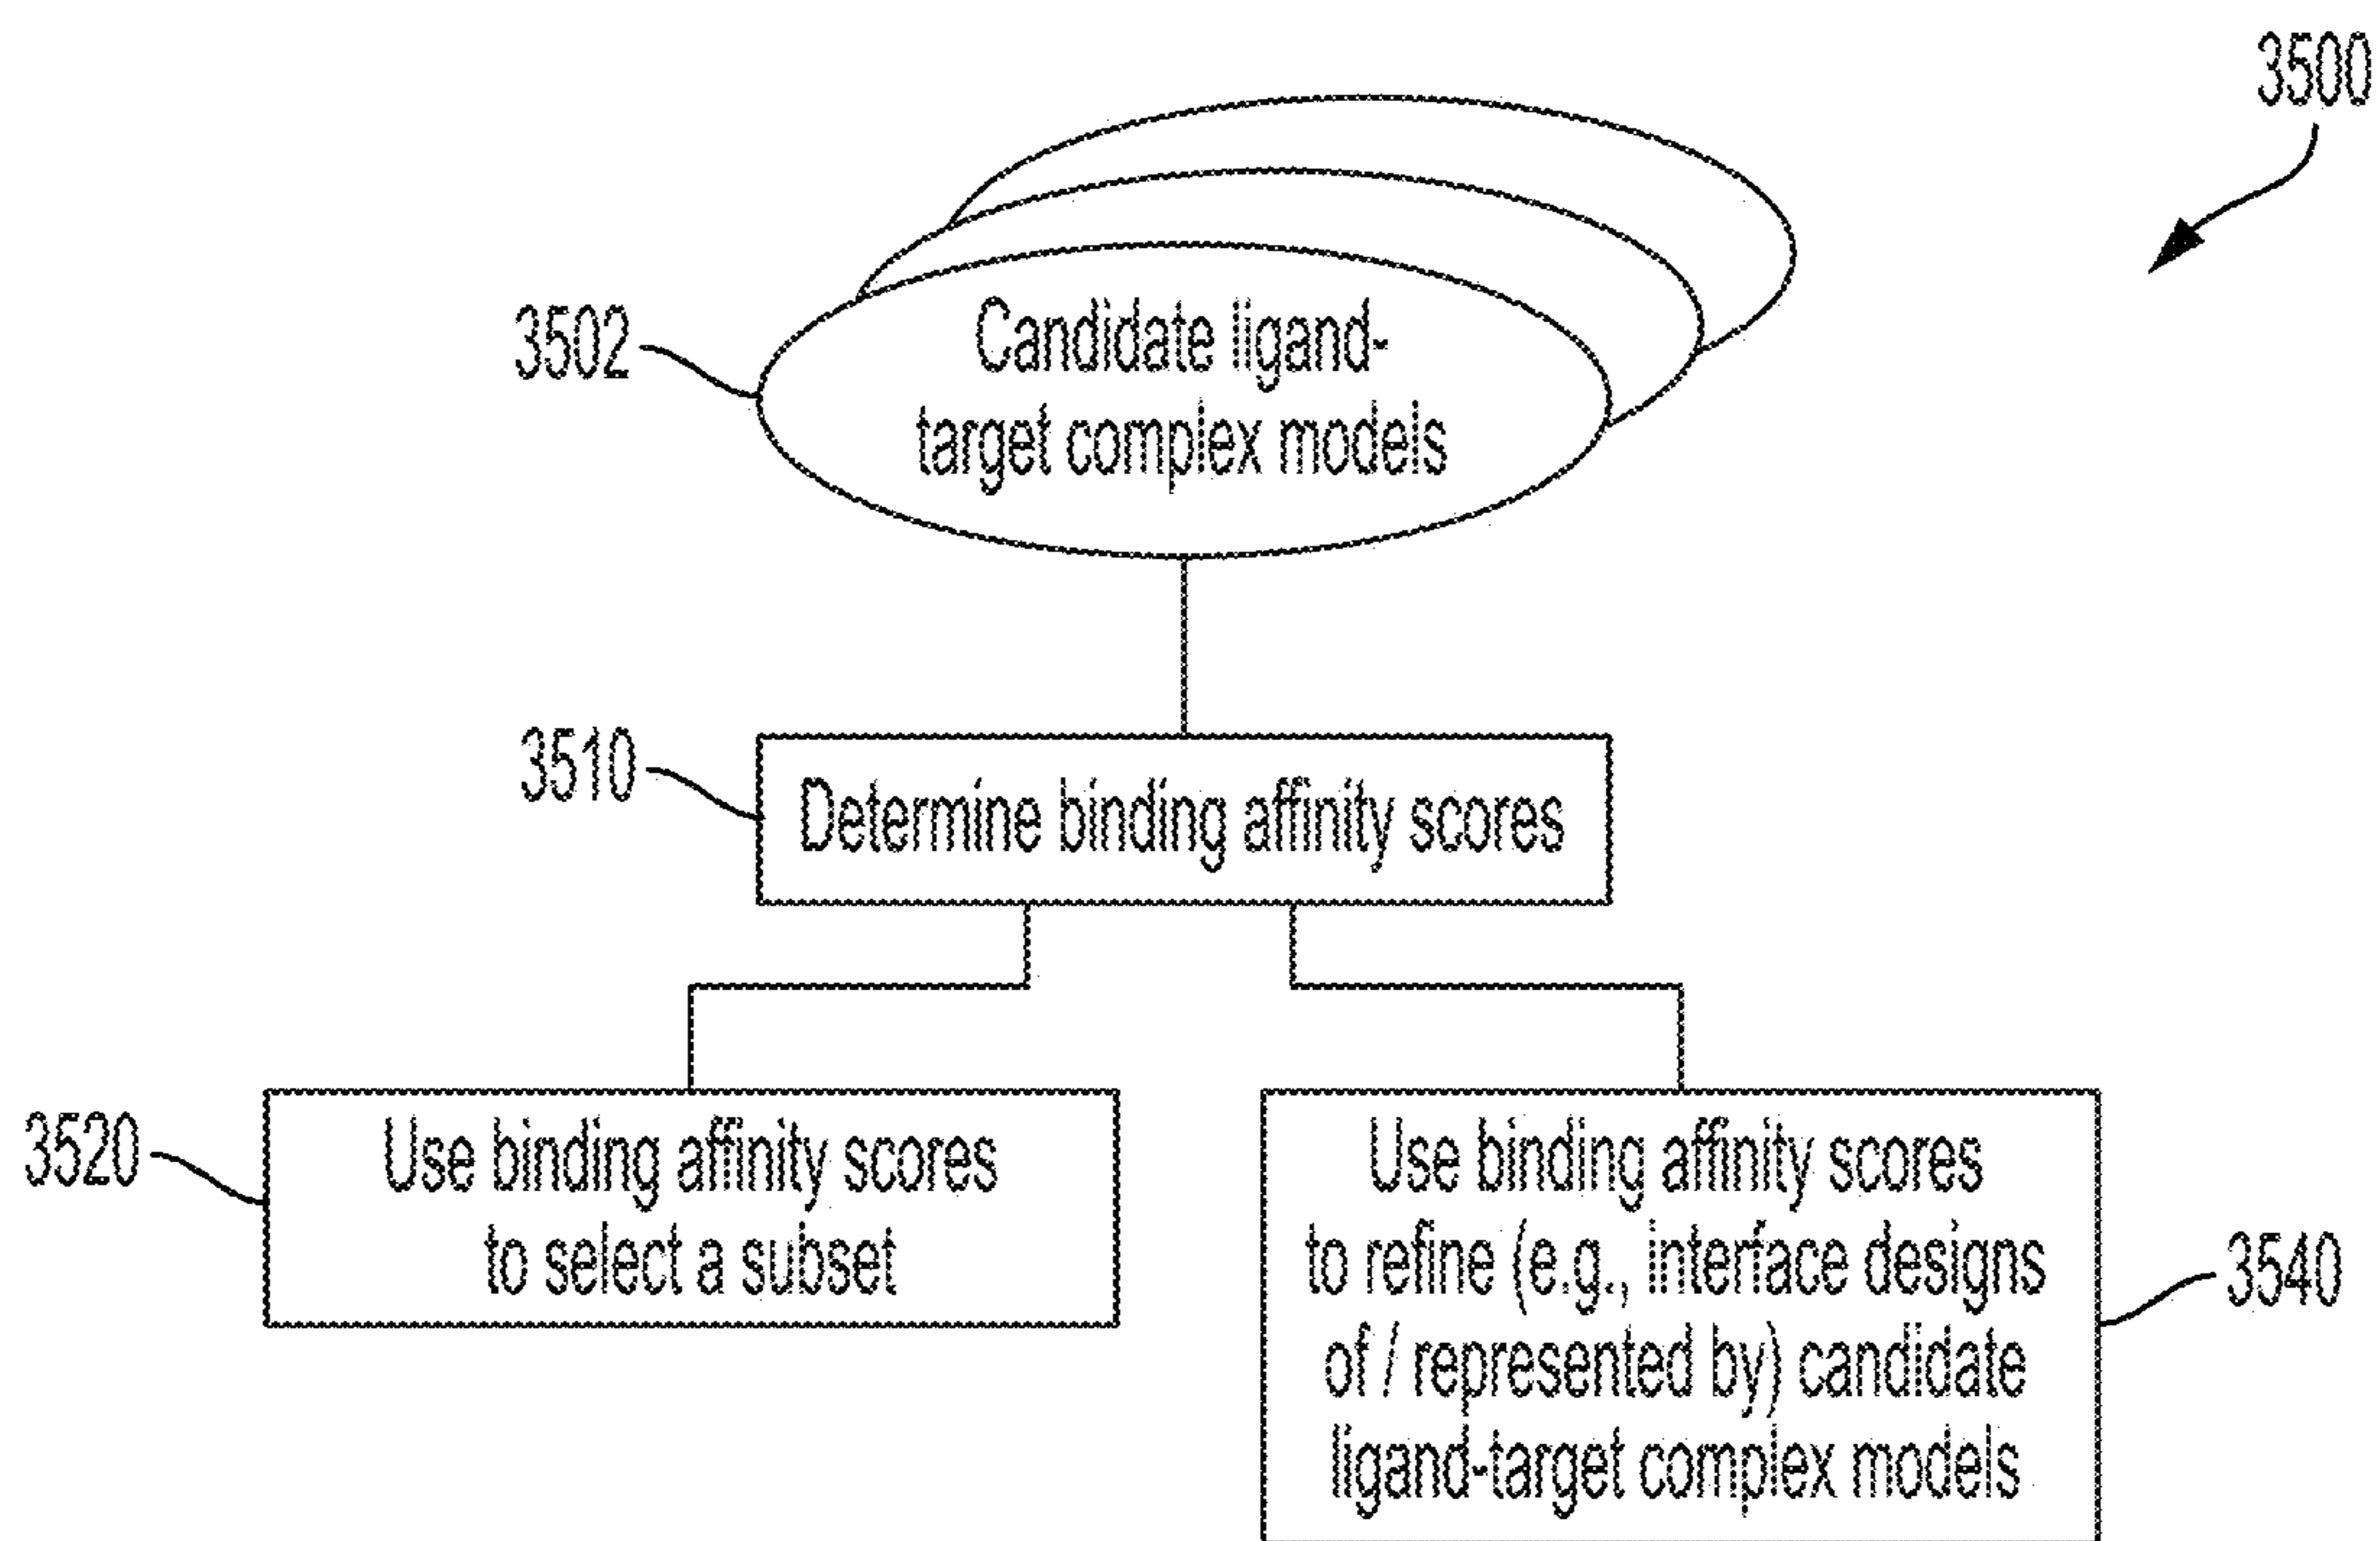 3500
3502
Candidate ligand-
target complex models
3510
Determine binding affinity scores
3520
Use binding affinity scores
to select a subset
Use binding affinity scores
to refine (e.g., interface designs
of / represented by) candidate
ligand-target complex models
3540